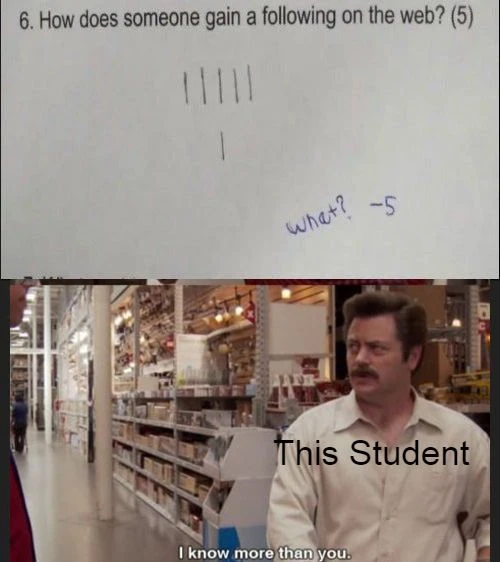 6. How does someone gain a following on the web? (5)
| | | | |
|
what? -5
This Student
I know more than you.